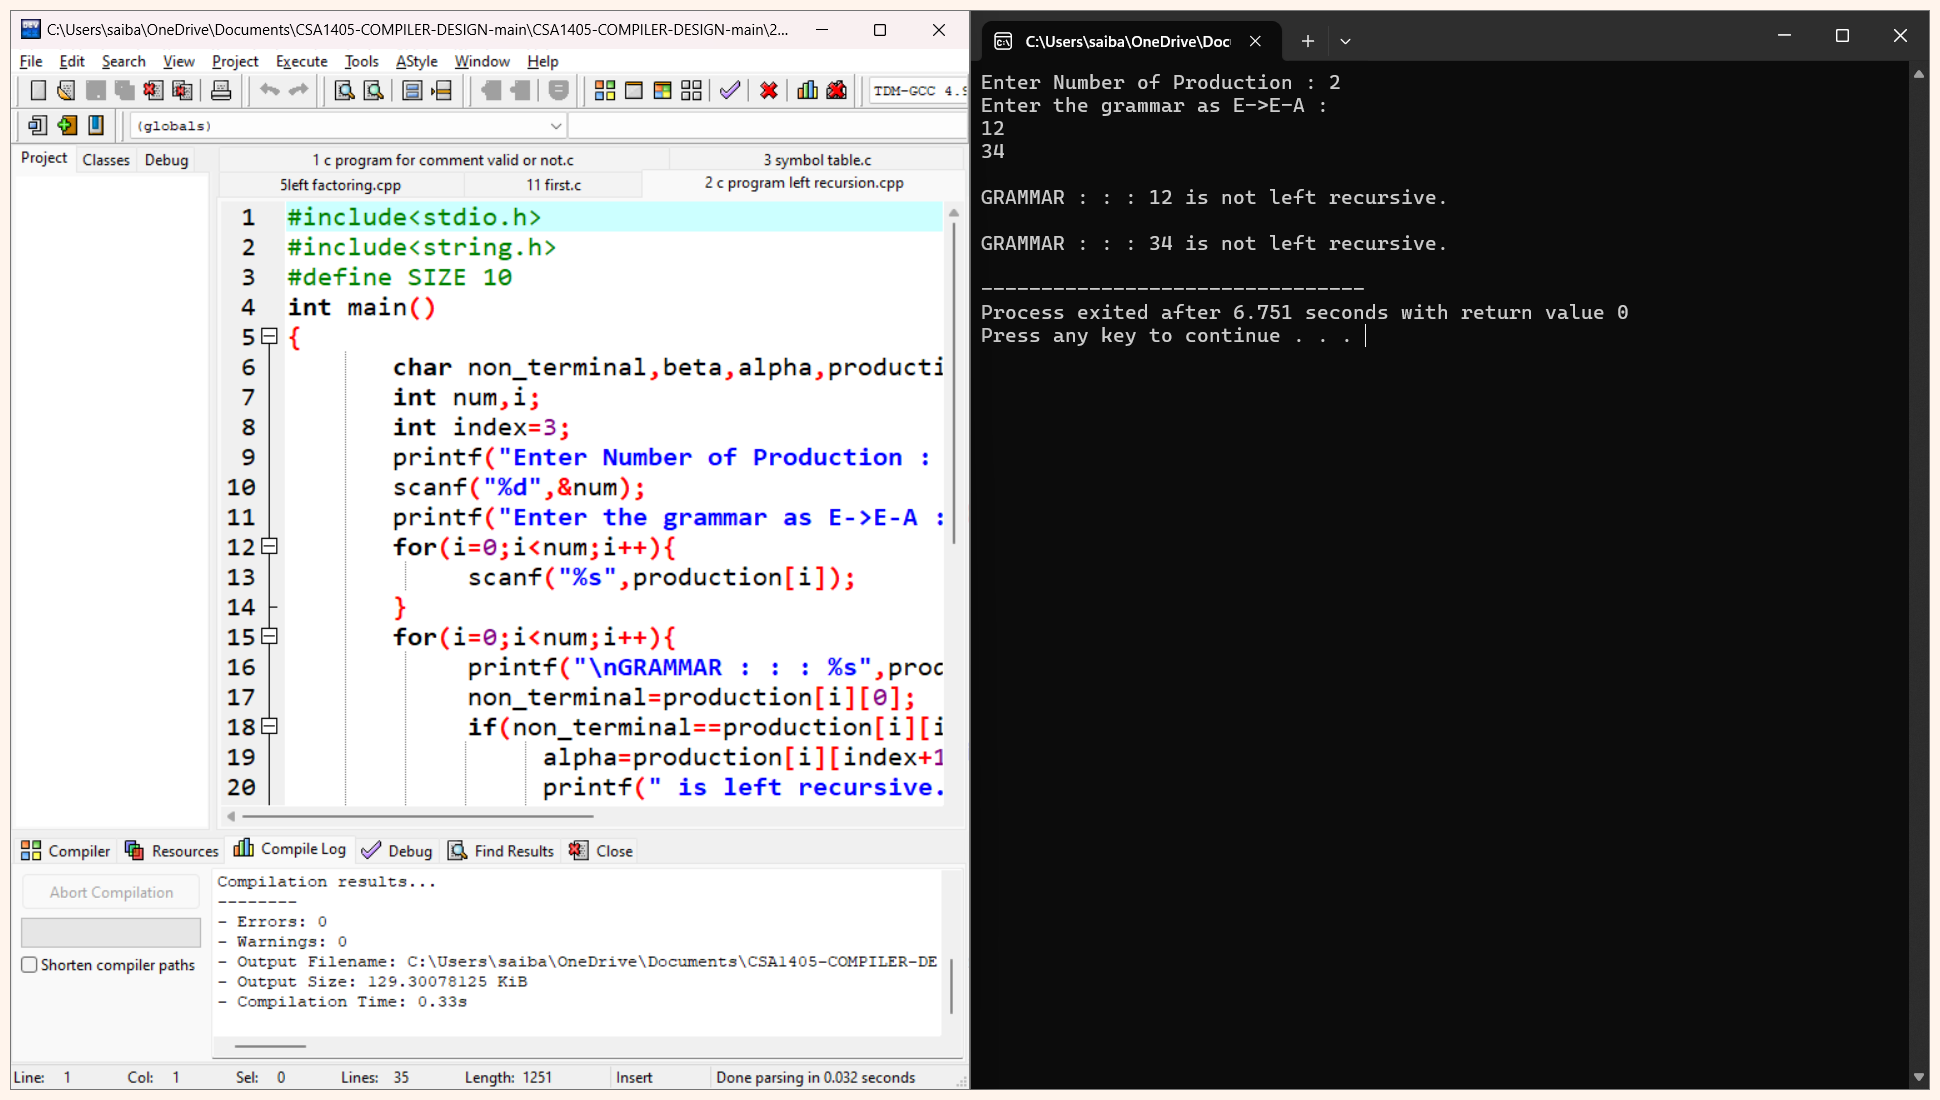 C:\Users\saiba\OneDrive\Documents\CSA1405-COMPILER-DESIGN-main\CSA1405-COMPILER-DESIGN-main\2...
File Edit Search View Project Execute Tools AStyle Window Help
TDM-GCC 4.9
(globals)
Project Classes Debug
1 c program for comment valid or not.c 3 symbol table.c
5left factoring.cpp 11 first.c 2 c program left recursion.cpp
1 #include<stdio.h>
2 #include<string.h>
3 #define SIZE 10
4 int main()
5 {
6 char non_terminal,beta,alpha,producti
7 int num,i;
8 int index=3;
9 printf("Enter Number of Production :
10 scanf("%d",&num);
11 printf("Enter the grammar as E->E-A :
12 for(i=0;i<num;i++){
13 scanf("%s",production[i]);
14 }
15 for(i=0;i<num;i++){
16 printf("\nGRAMMAR : : : %s",prod
17 non_terminal=production[i][0];
18 if(non_terminal==production[i][i
19 alpha=production[i][index+1
20 printf(" is left recursive.
Compiler Resources Compile Log Debug Find Results Close
Abort Compilation
Shorten compiler paths
Compilation results...
--------
- Errors: 0
- Warnings: 0
- Output Filename: C:\Users\saiba\OneDrive\Documents\CSA1405-COMPILER-DE
- Output Size: 129.30078125 KiB
- Compilation Time: 0.33s
Line: 1 Col: 1 Sel: 0 Lines: 35 Length: 1251 Insert Done parsing in 0.032 seconds
C:\Users\saiba\OneDrive\Doc
Enter Number of Production : 2
Enter the grammar as E->E-A :
12
34
GRAMMAR : : : 12 is not left recursive.
GRAMMAR : : : 34 is not left recursive.
--------------------------------
Process exited after 6.751 seconds with return value 0
Press any key to continue . . .